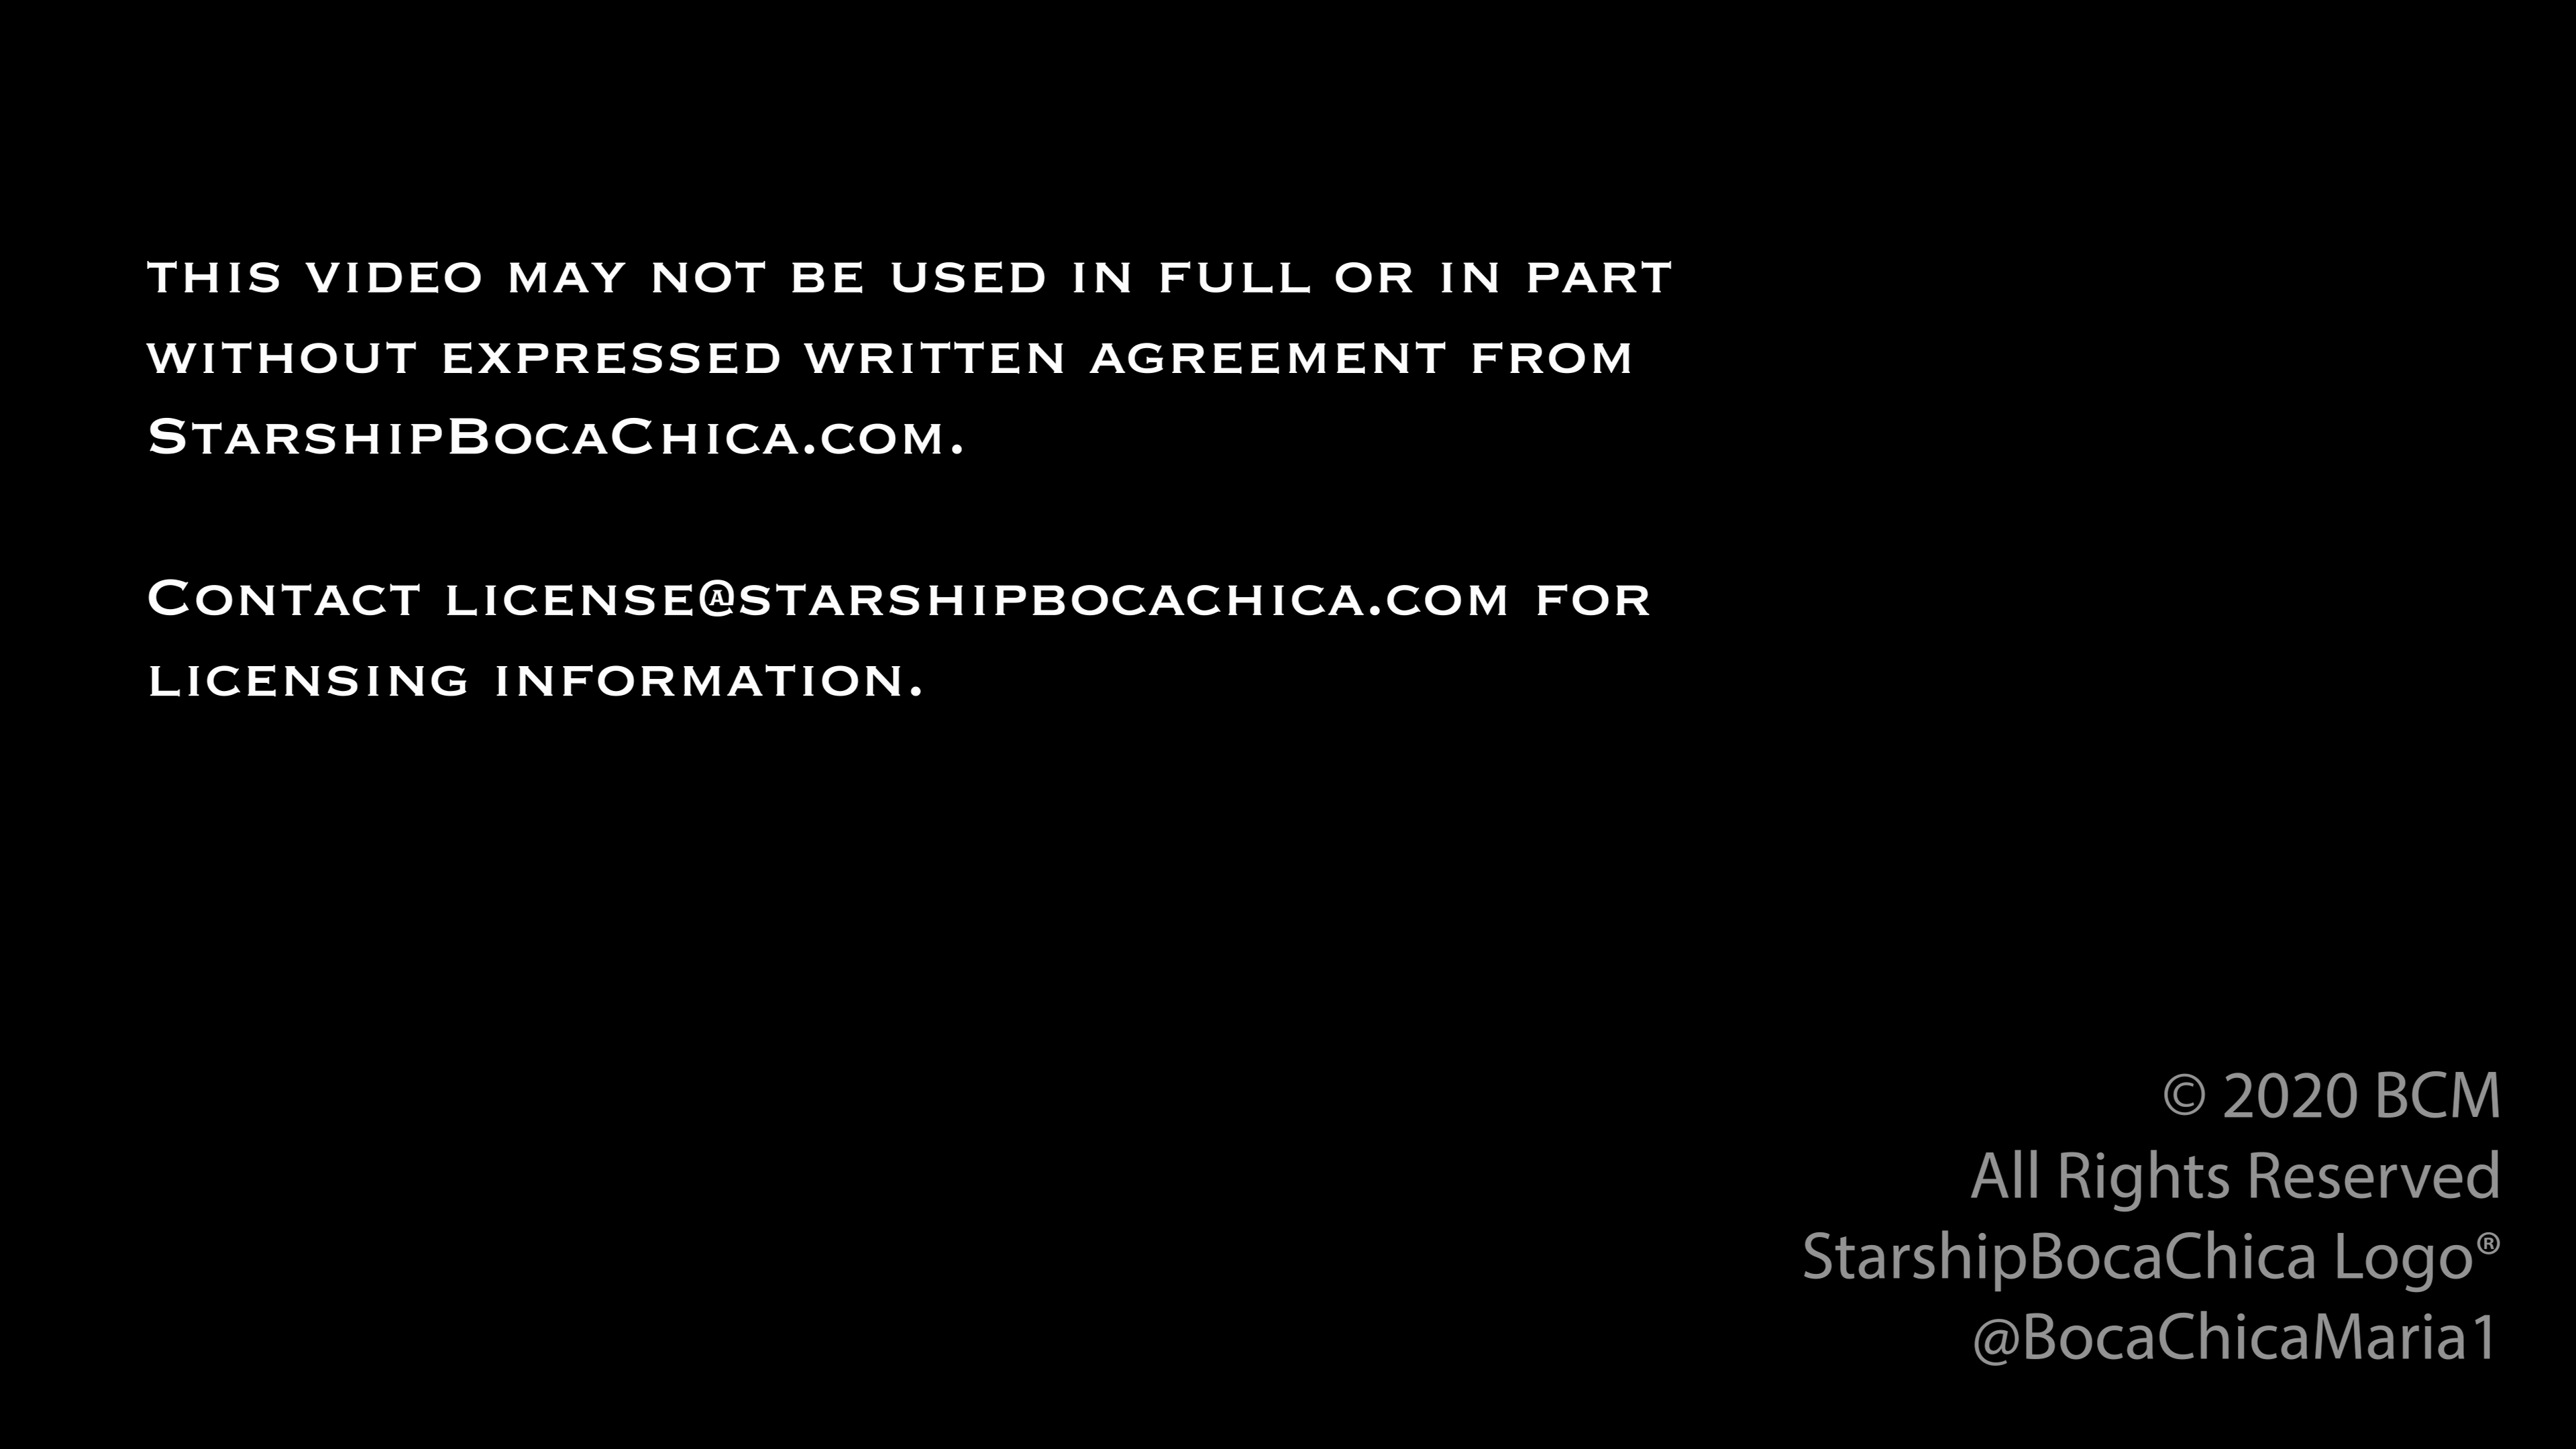 this video may not be used in full or in part
without expressed written agreement from
StarshipBocaChica.com.
Contact license@starshipbocachica.com for
licensing information.
© 2020 BCM
All Rights Reserved
StarshipBocaChica Logo®
@BocaChicaMaria1